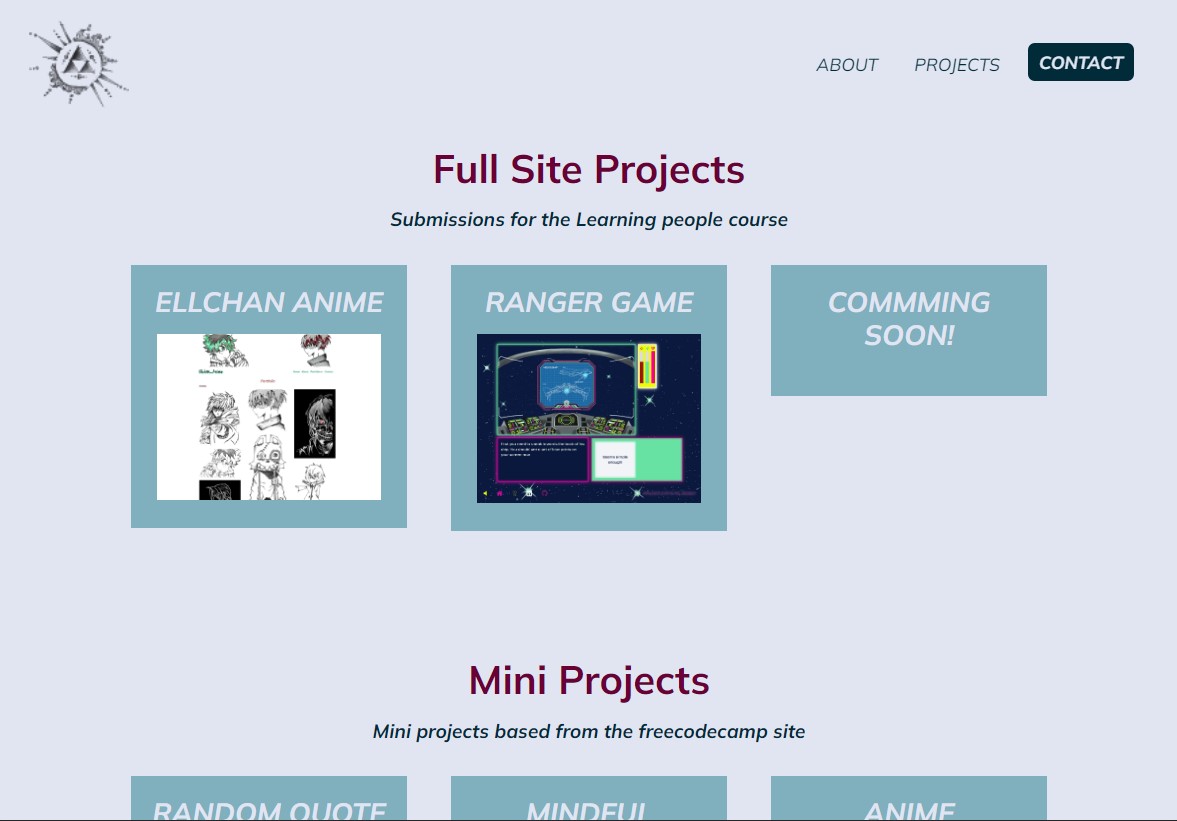 ABOUT PROJECTS CONTACT
Full Site Projects
Submissions for the Learning people course
ELLCHAN ANIME
RANGER GAME
COMMMING
SOON!
Mini Projects
Mini projects based from the freecodecamp site
RANDOM QUOTE
MINDFUL
ANIME